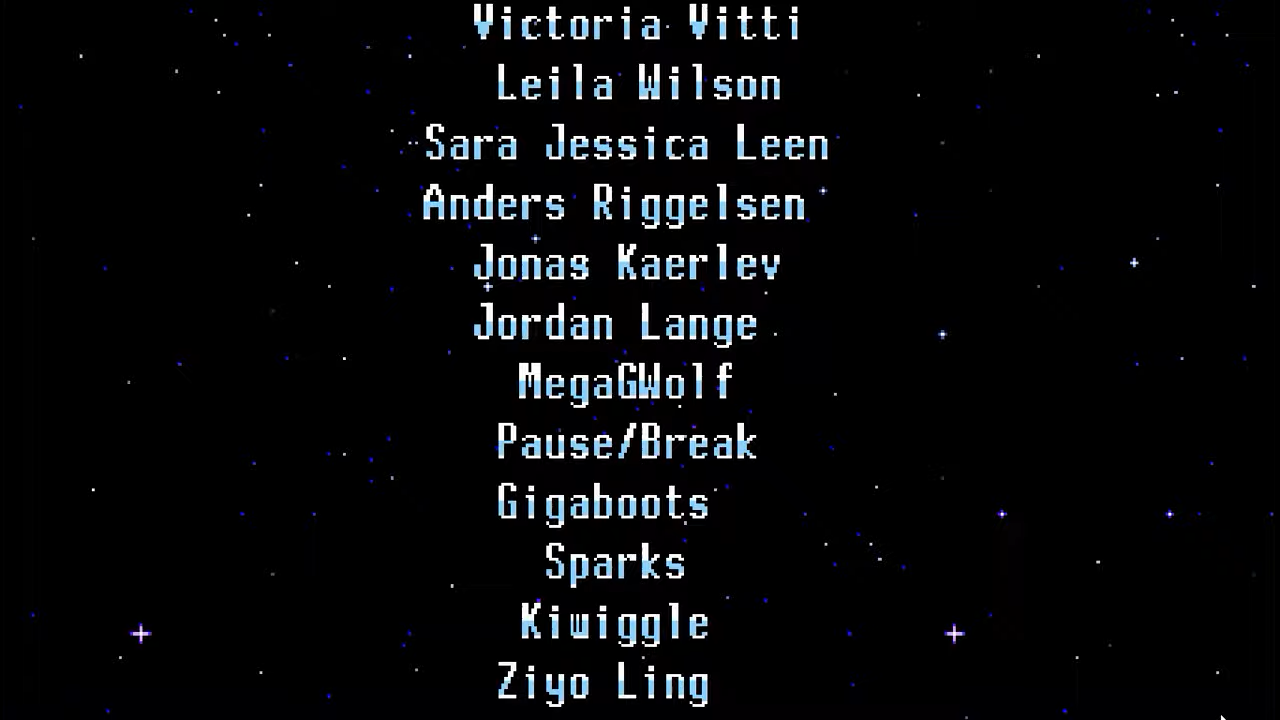 Victoria Vitti
Leila Wilson
Sara Jessica Leen
Anders Riggelsen
Jonas Kaerlev
Jordan Lange
MegaGWolf
Pause/Break
Gigaboots
Sparks
Kiwiggle
Ziyo Ling